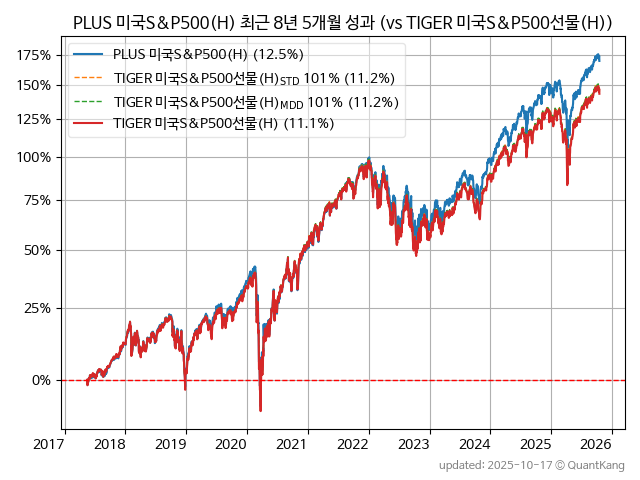 PLUS 미국S&P500(H) 최근 8년 5개월 성과 (vs TIGER 미국S&P500선물(H))
PLUS 미국S&P500(H) (12.5%)
TIGER 미국S&P500선물(H)STD 101% (11.2%)
TIGER 미국S&P500선물(H)MDD 101% (11.2%)
TIGER 미국S&P500선물(H) (11.1%)
175%
150%
125%
100%
75%
50%
25%
0%
2017 2018 2019 2020 2021 2022 2023 2024 2025 2026
updated: 2025-10-17 © QuantKang